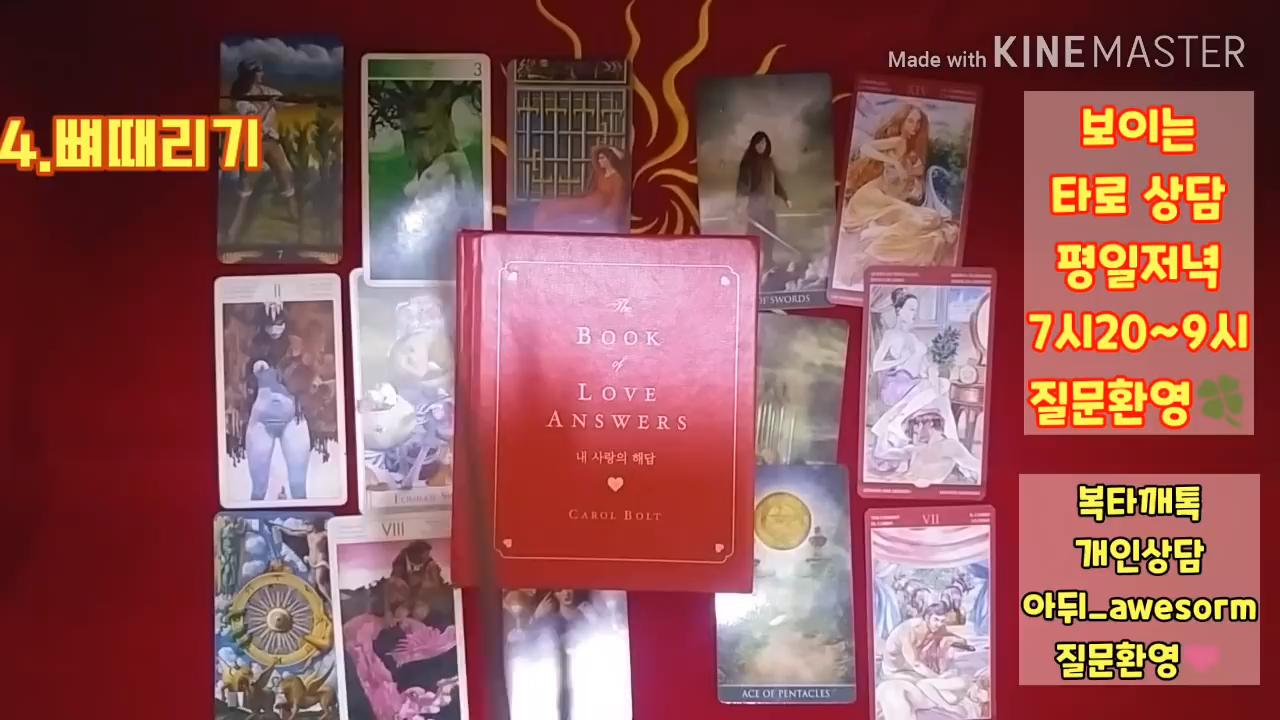 Made with KINEMASTER
4.뼈때리기
보이는
타로 상담
평일저녁
7시20~9시
질문환영🍀
복타깨톡
개인상담
아뒤_awesorm
질문환영
3
7
II
VIII
XIV
OF SWORDS
The
BOOK
of
LOVE
ANSWERS
내 사랑의 해답
CAROL BOLT
ACE OF PENTACLES
VII